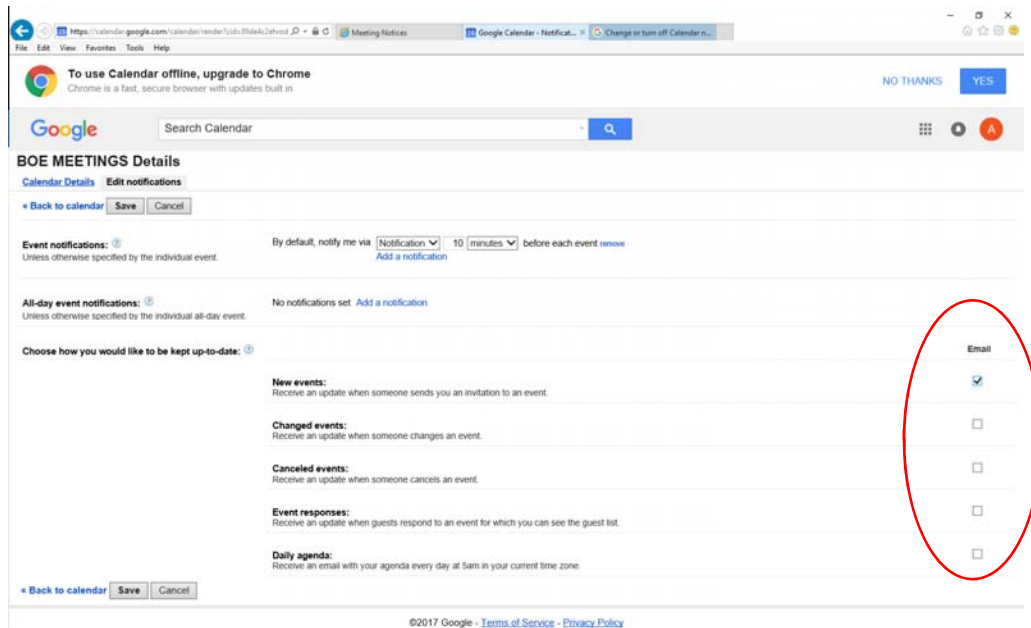 https://calendar.google.com/calendar/render?
Meeting Notices
Google Calendar - Notificat...
Change or turn off Calendar n...
File Edit View Favorites Tools Help
To use Calendar offline, upgrade to Chrome
Chrome is a fast, secure browser with updates built in
NO THANKS
YES
Google
Search Calendar
A
BOE MEETINGS Details
Calendar Details Edit notifications
« Back to calendar Save Cancel
Event notifications: ?
Unless otherwise specified by the individual event.
By default, notify me via Notification 10 minutes before each event remove
Add a notification
All-day event notifications: ?
Unless otherwise specified by the individual all-day event.
No notifications set Add a notification
Choose how you would like to be kept up-to-date: ?
Email
New events:
Receive an update when someone sends you an invitation to an event.
Changed events:
Receive an update when someone changes an event.
Canceled events:
Receive an update when someone cancels an event.
Event responses:
Receive an update when guests respond to an event for which you can see the guest list.
Daily agenda:
Receive an email with your agenda every day at 5am in your current time zone.
« Back to calendar Save Cancel
©2017 Google - Terms of Service - Privacy Policy